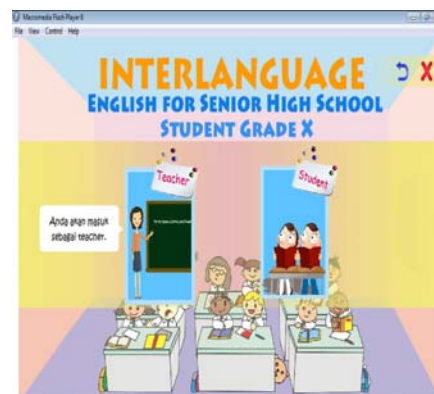 Macromedia Flash Player 8
File View Control Help
INTERLANGUAGE
ENGLISH FOR SENIOR HIGH SCHOOL
STUDENT GRADE X
Teacher
Student
Anda akan masuk
sebagai teacher.